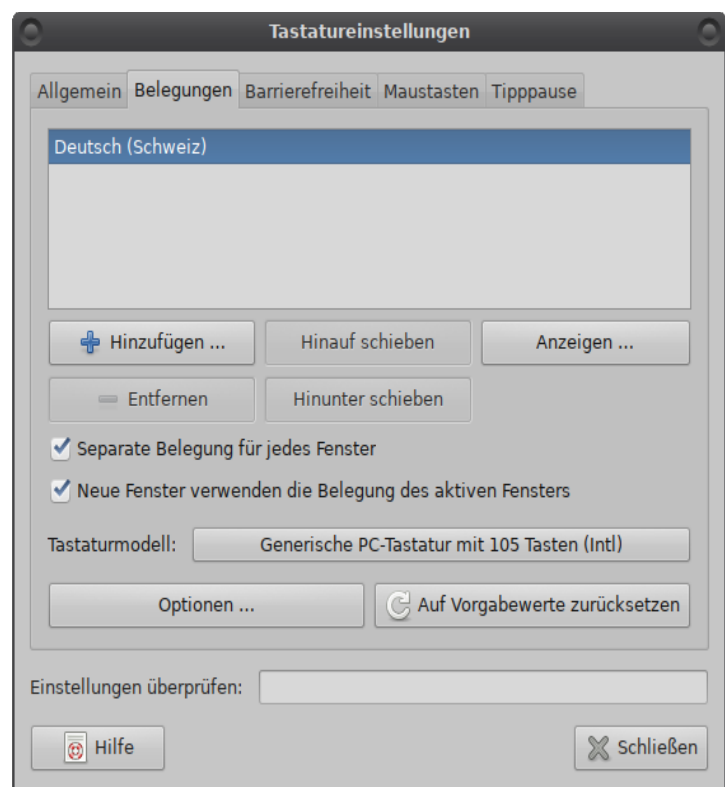 Tastatureinstellungen
Allgemein Belegungen Barrierefreiheit Maustasten Tipppause
Deutsch (Schweiz)
Hinzufügen ... Hinauf schieben Anzeigen ...
Entfernen Hinunter schieben
Separate Belegung für jedes Fenster
Neue Fenster verwenden die Belegung des aktiven Fensters
Tastaturmodell: Generische PC-Tastatur mit 105 Tasten (Intl)
Optionen ... Auf Vorgabewerte zurücksetzen
Einstellungen überprüfen:
Hilfe Schließen